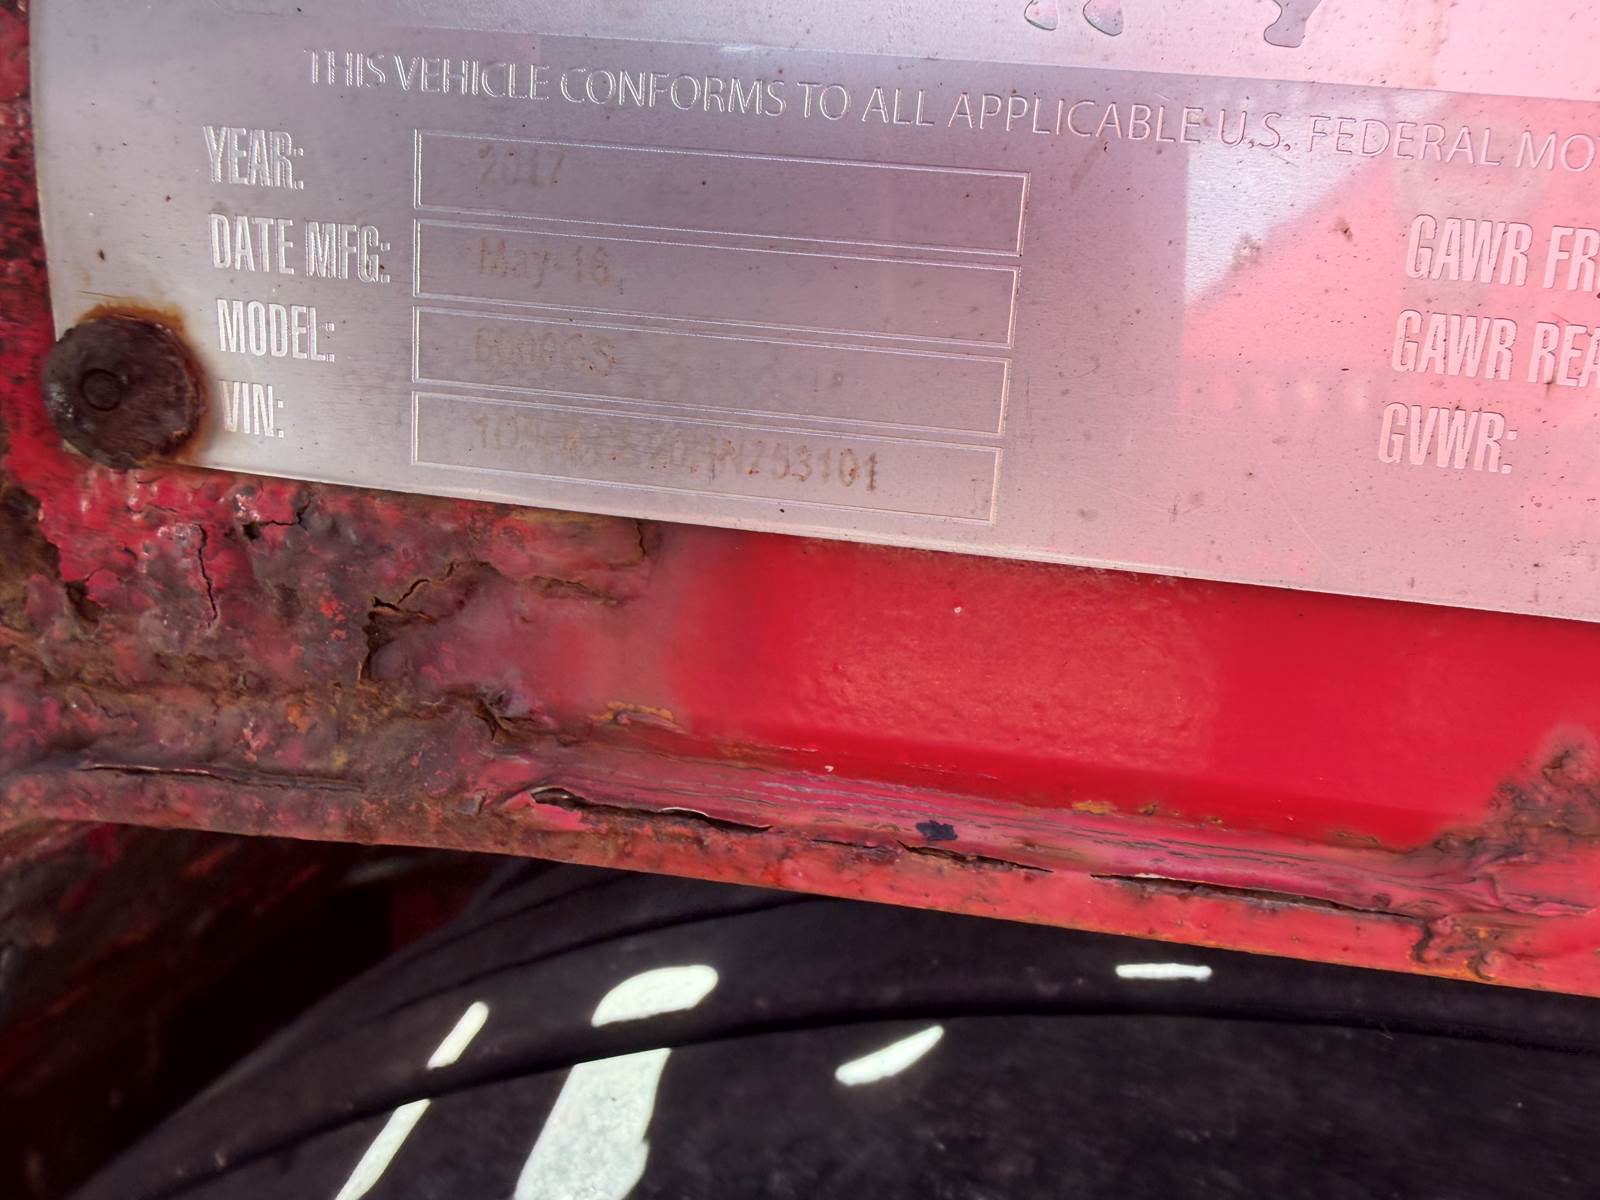 THIS VEHICLE CONFORMS TO ALL APPLICABLE U.S. FEDERAL MO
YEAR: 2017
DATE MFG: May-16
MODEL:
VIN:
GAWR FR
GAWR REA
GVWR: